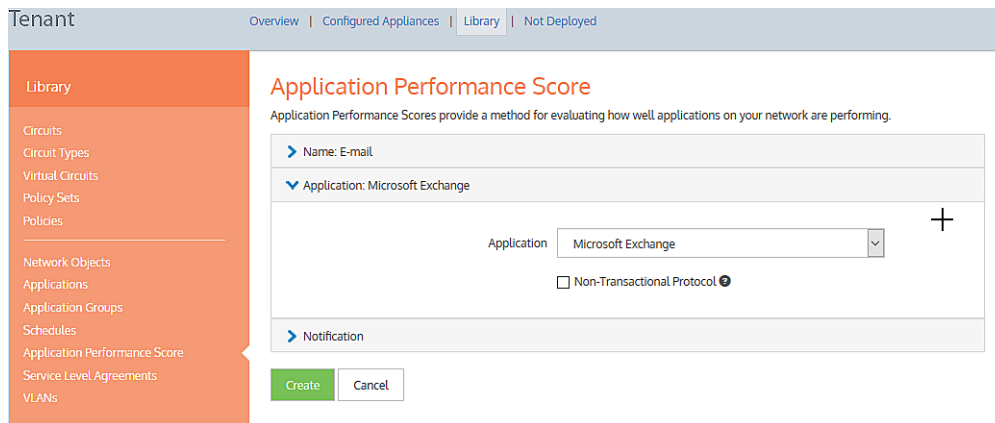 Tenant
Overview | Configured Appliances | Library | Not Deployed
Library
Circuits
Circuit Types
Virtual Circuits
Policy Sets
Policies
Network Objects
Applications
Application Groups
Schedules
Application Performance Score
Service Level Agreements
VLANs
Application Performance Score
Application Performance Scores provide a method for evaluating how well applications on your network are performing.
Name: E-mail
Application: Microsoft Exchange
Application Microsoft Exchange
Non-Transactional Protocol ?
Notification
Create Cancel